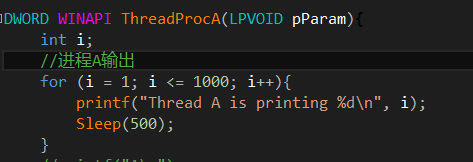 DWORD WINAPI ThreadProcA(LPVOID pParam){
int i;
//进程A输出
for (i = 1; i <= 1000; i++){
printf("Thread A is printing %d\n", i);
Sleep(500);
}